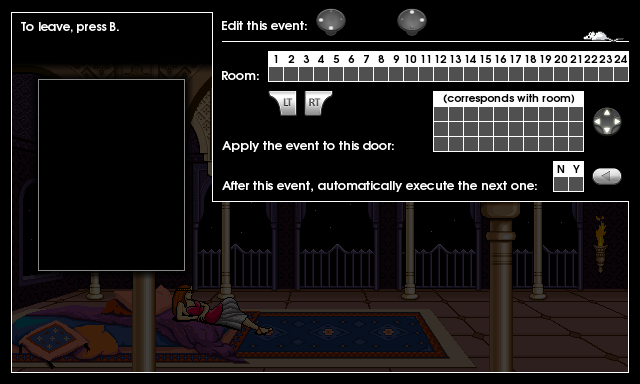 To leave, press B.
Edit this event:
1 2 3 4 5 6 7 8 9 10 11 12 13 14 15 16 17 18 19 20 21 22 23 24
Room:
LT RT
(corresponds with room)
Apply the event to this door:
N Y
After this event, automatically execute the next one: